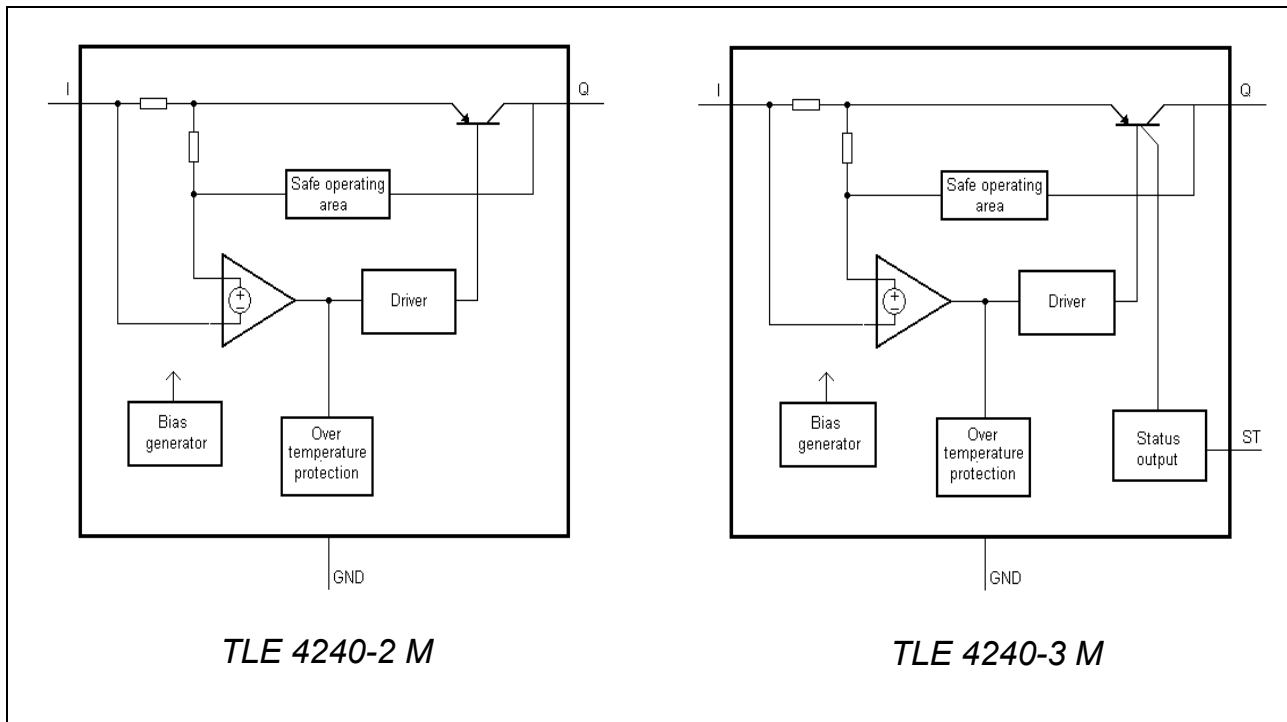 I
Q
Safe operating
area
Driver
Bias
generator
Over
temperature
protection
GND
TLE 4240-2 M
I
Q
Safe operating
area
Driver
Bias
generator
Over
temperature
protection
Status
output
ST
GND
TLE 4240-3 M